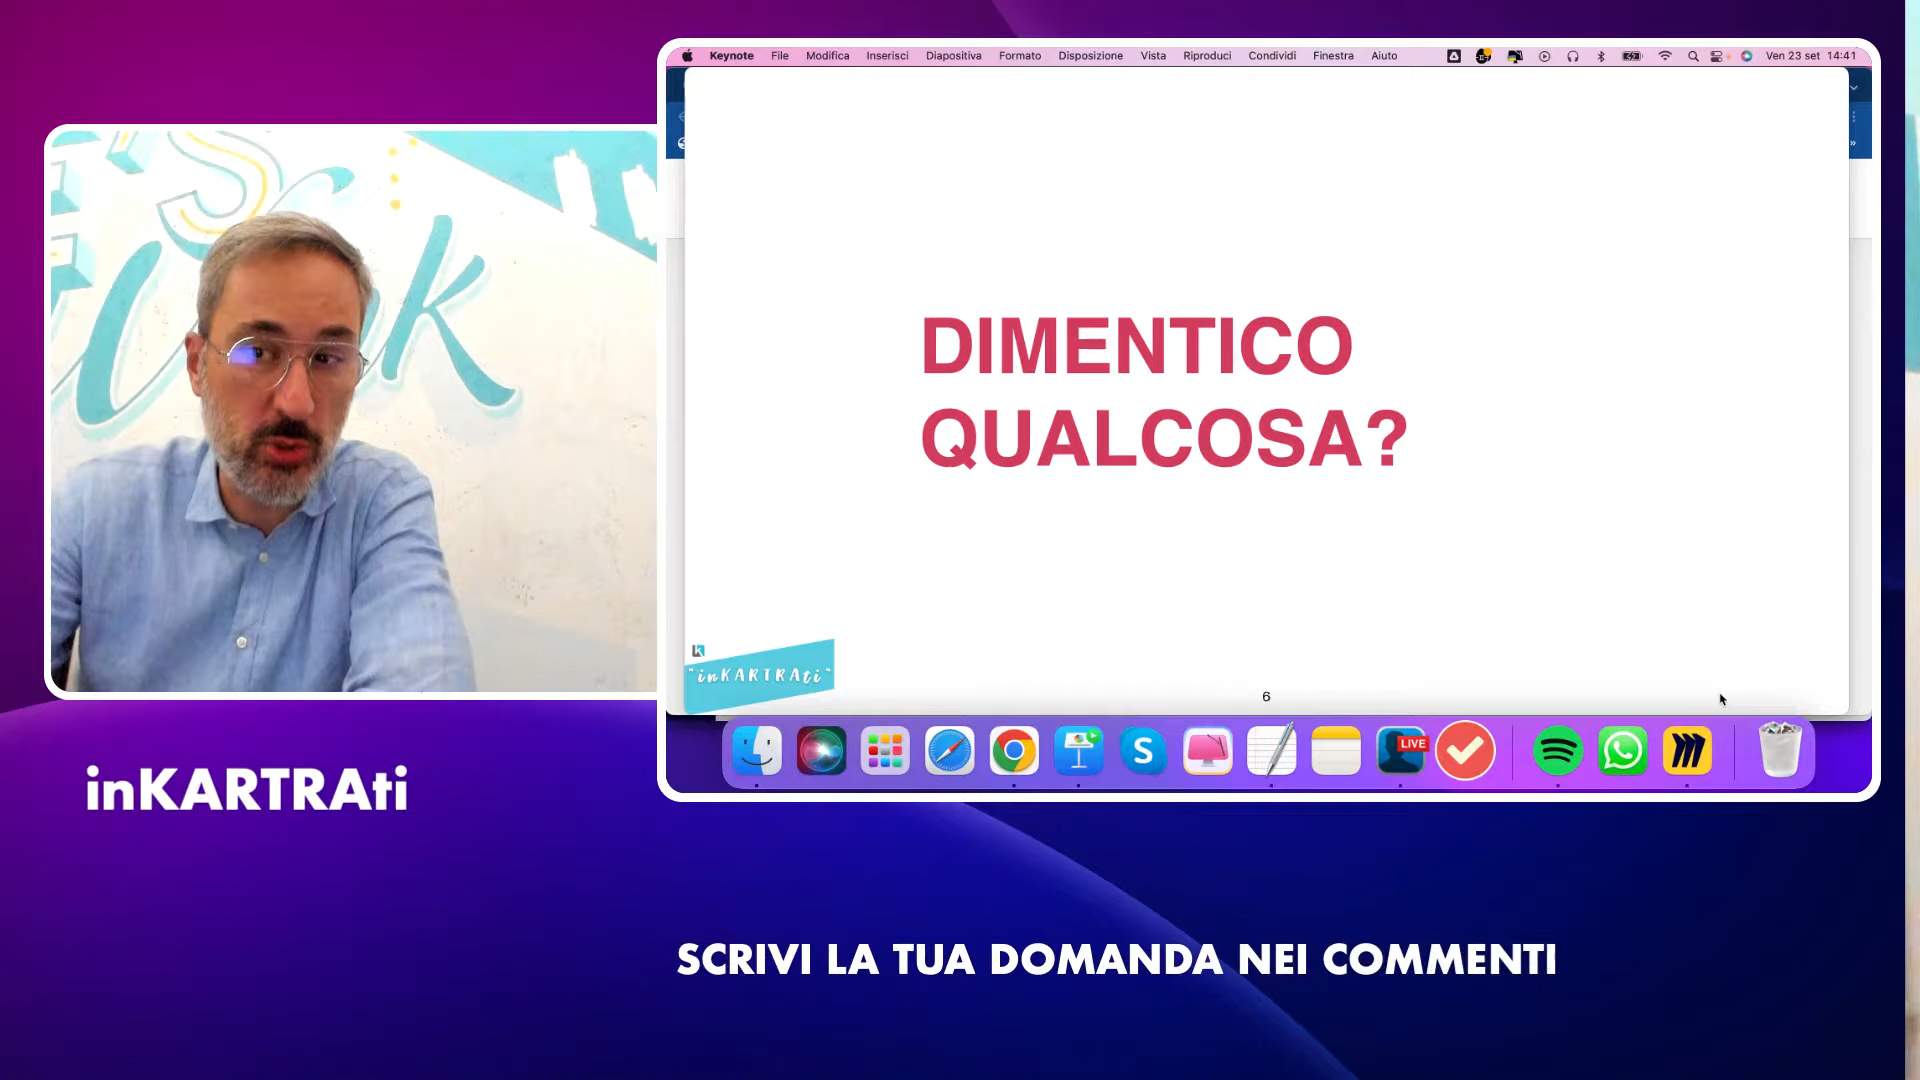 Keynote File Modifica Inserisci Diapositiva Formato Disposizione Vista Riproduci Condividi Finestra Aiuto Ven 23 set 14:41
DIMENTICO
QUALCOSA?
"inKARTRAti"
6
LIVE
inKARTRAti
SCRIVI LA TUA DOMANDA NEI COMMENTI